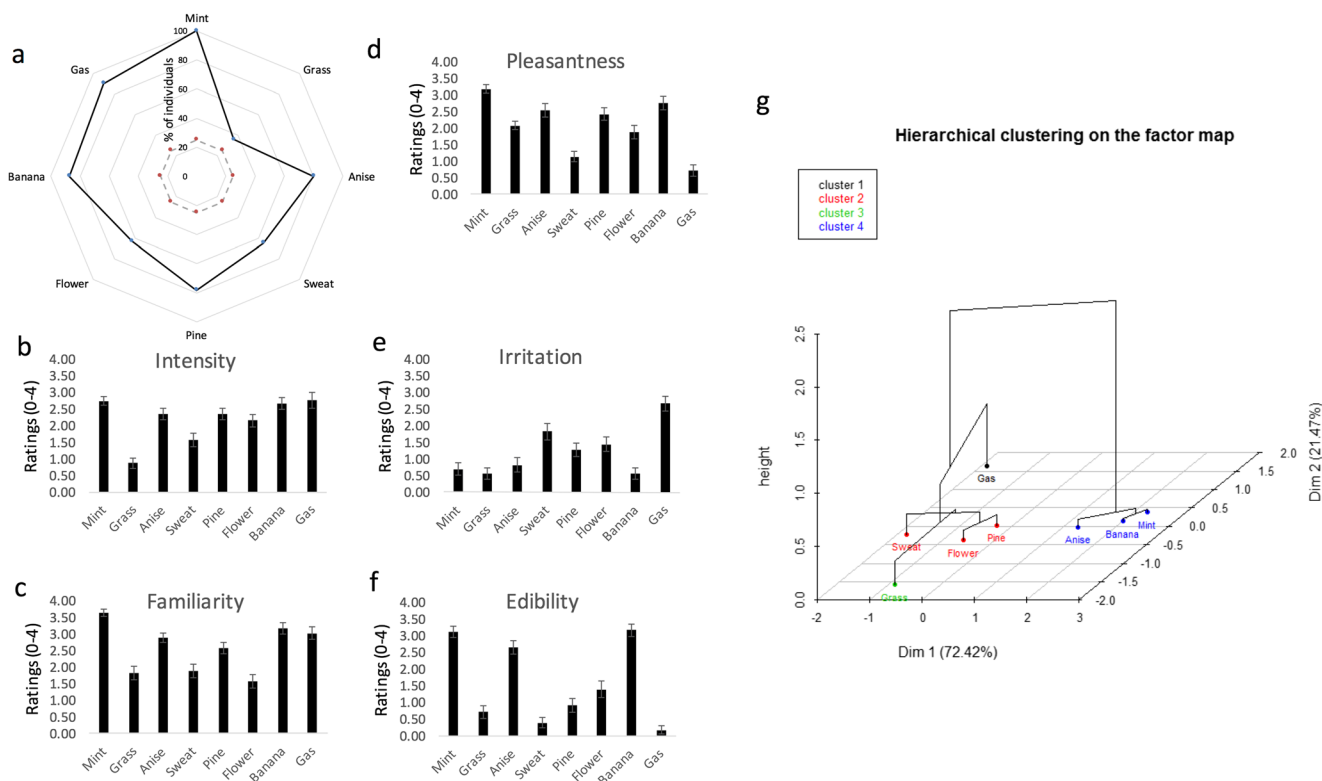 a
Mint
100
80
60
40
20
0
% of individuals
Grass
Anise
Sweat
Pine
Flower
Banana
Gas
b
Intensity
Ratings (0-4)
4.00
3.50
3.00
2.50
2.00
1.50
1.00
0.50
0.00
Mint
Grass
Anise
Sweat
Pine
Flower
Banana
Gas
c
Familiarity
Ratings (0-4)
4.00
3.50
3.00
2.50
2.00
1.50
1.00
0.50
0.00
Mint
Grass
Anise
Sweat
Pine
Flower
Banana
Gas
d
Pleasantness
Ratings (0-4)
4.00
3.50
3.00
2.50
2.00
1.50
1.00
0.50
0.00
Mint
Grass
Anise
Sweat
Pine
Flower
Banana
Gas
e
Irritation
Ratings (0-4)
4.00
3.50
3.00
2.50
2.00
1.50
1.00
0.50
0.00
Mint
Grass
Anise
Sweat
Pine
Flower
Banana
Gas
f
Edibility
Ratings (0-4)
4.00
3.50
3.00
2.50
2.00
1.50
1.00
0.50
0.00
Mint
Grass
Anise
Sweat
Pine
Flower
Banana
Gas
g
Hierarchical clustering on the factor map
cluster 1
cluster 2
cluster 3
cluster 4
height
2.5
2.0
1.5
1.0
0.5
0.0
Gas
Sweat
Flower
Pine
Anise
Banana
Mint
Grass
-2
-1
0
1
2
3
Dim 1 (72.42%)
-2.0
-1.5
-1.0
-0.5
0.0
0.5
1.0
1.5
2.0
Dim 2 (21.47%)